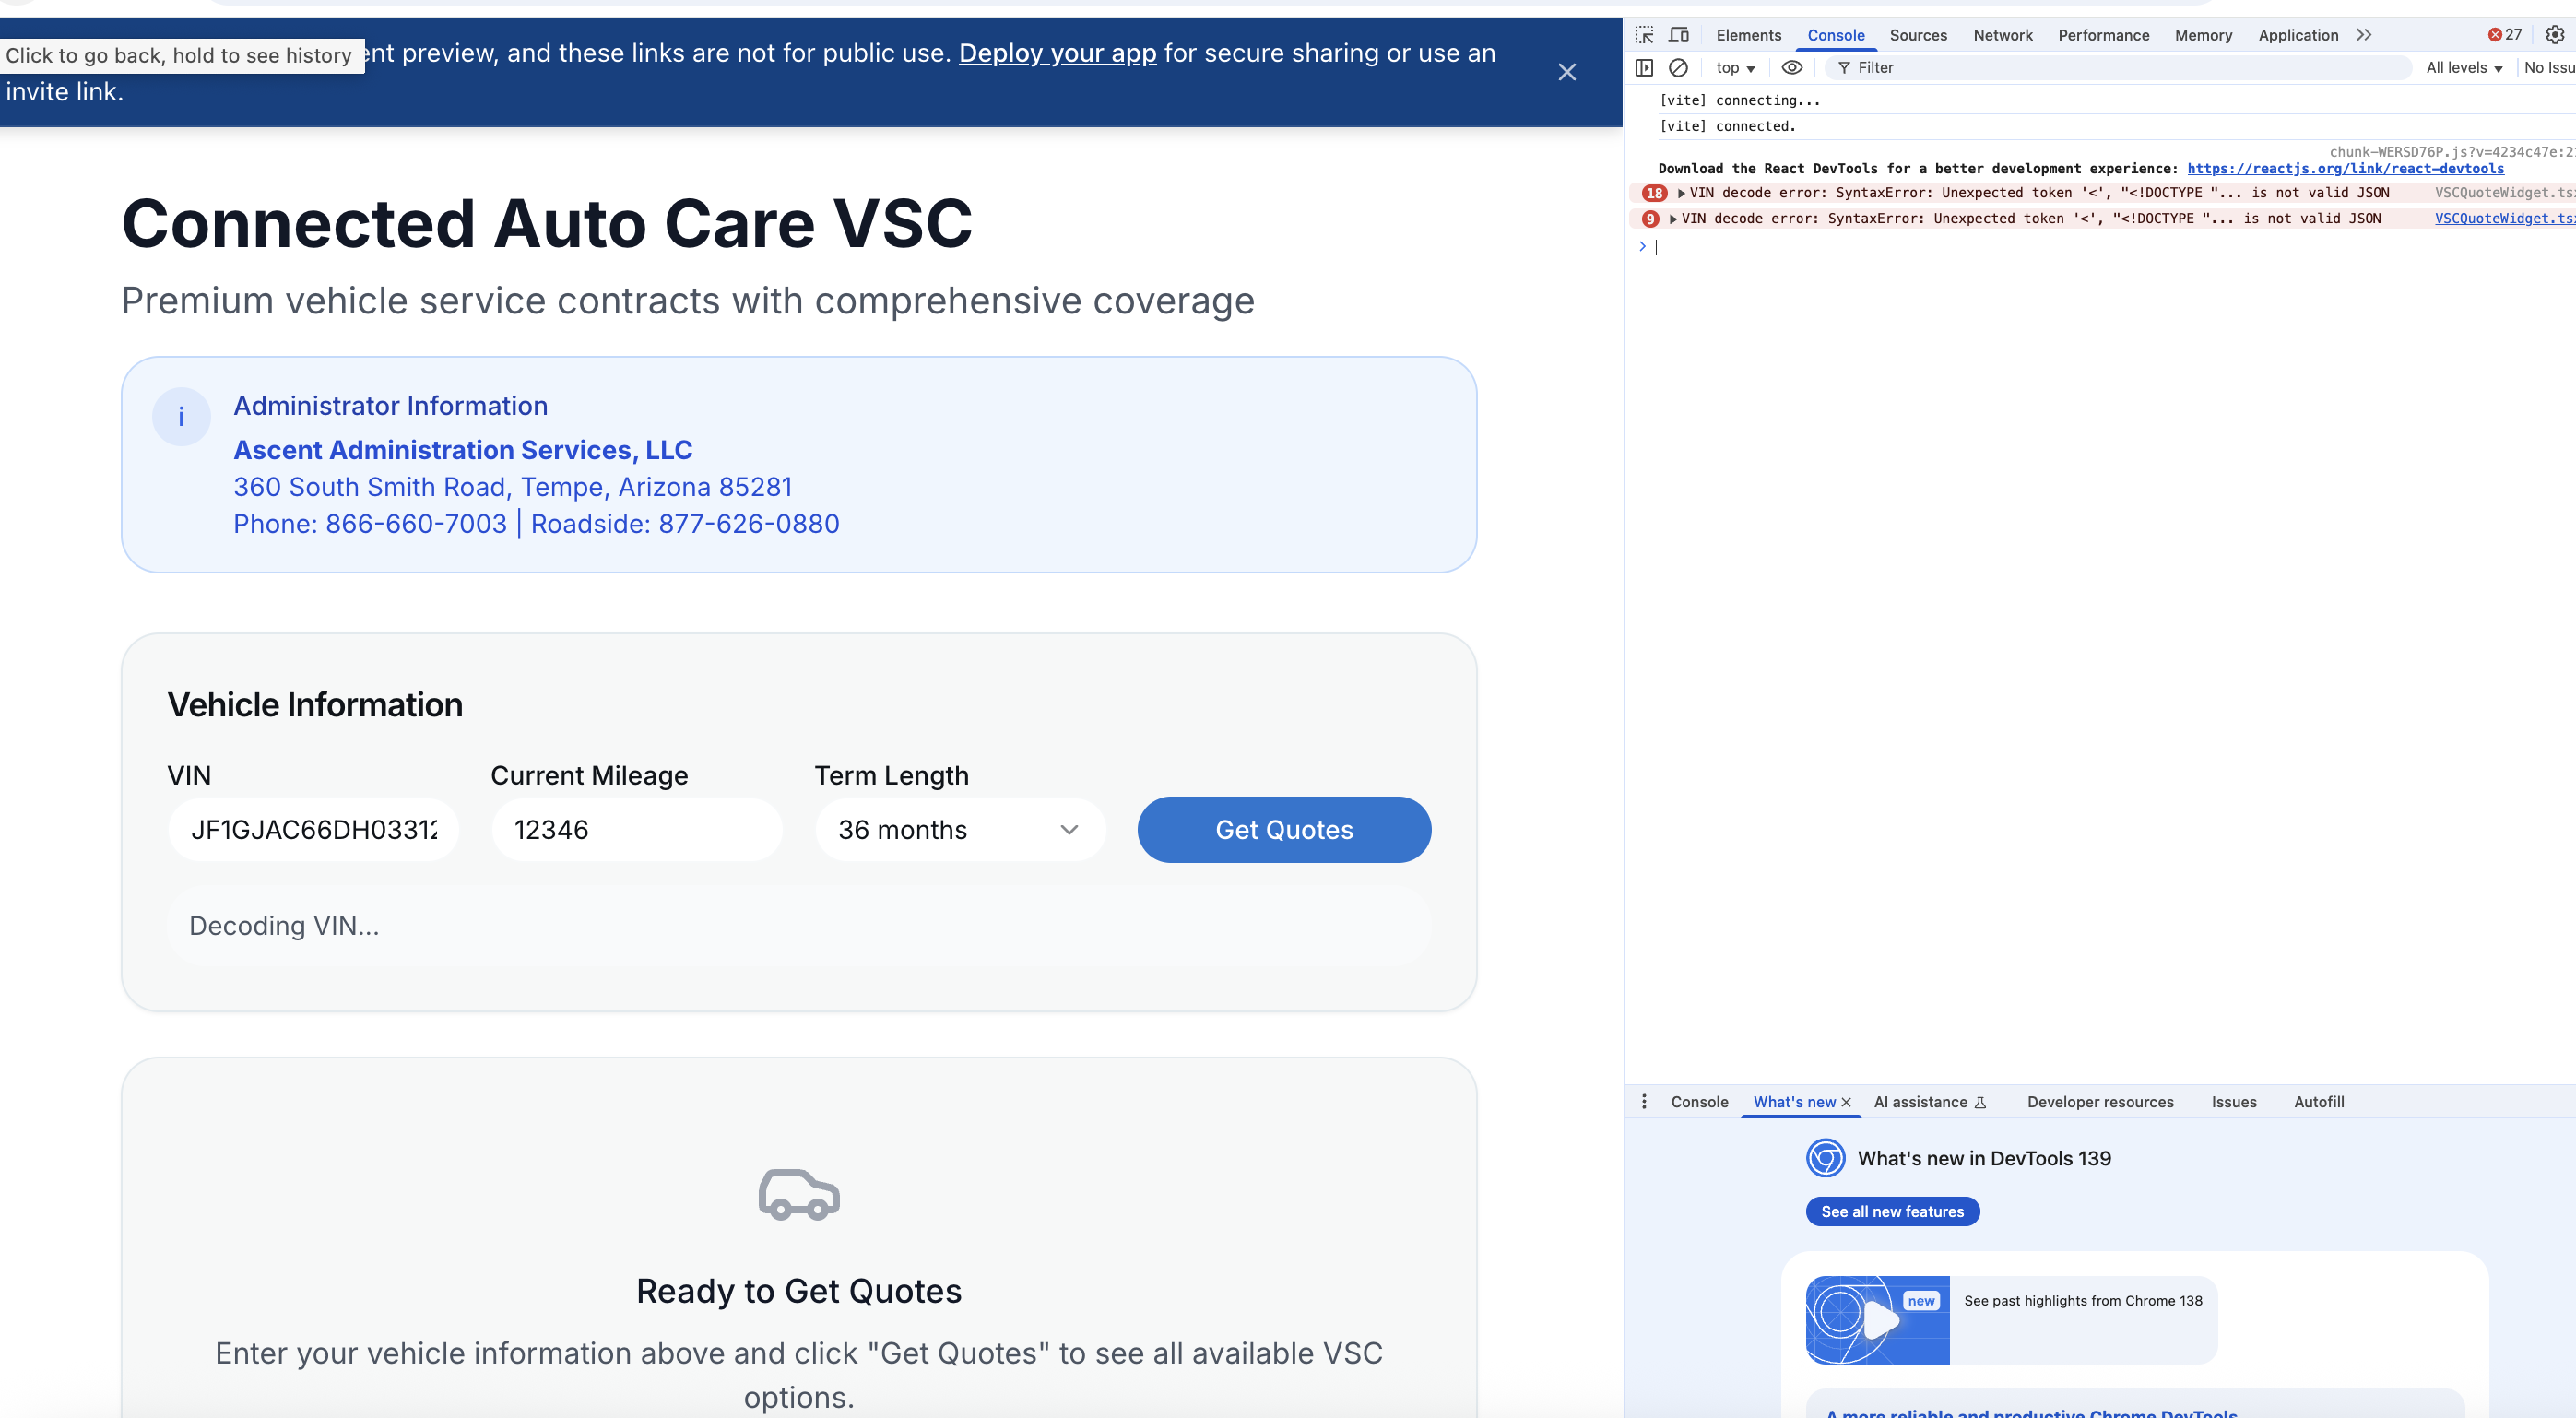 Click to go back, hold to see history
ent preview, and these links are not for public use. Deploy your app for secure sharing or use an
invite link.
Connected Auto Care VSC
Premium vehicle service contracts with comprehensive coverage
i
Administrator Information
Ascent Administration Services, LLC
360 South Smith Road, Tempe, Arizona 85281
Phone: 866-660-7003 | Roadside: 877-626-0880
Vehicle Information
VIN Current Mileage Term Length
JF1GJAC66DH03312 12346 36 months Get Quotes
Decoding VIN...
Ready to Get Quotes
Enter your vehicle information above and click "Get Quotes" to see all available VSC
options.
Elements Console Sources Network Performance Memory Application 27
top Filter All levels No Issu
[vite] connecting...
[vite] connected.
chunk-WERSD76P.js?v=4234c47e:21
Download the React DevTools for a better development experience: https://reactjs.org/link/react-devtools
18 VIN decode error: SyntaxError: Unexpected token '<', "<!DOCTYPE "... is not valid JSON VSCQuoteWidget.ts
9 VIN decode error: SyntaxError: Unexpected token '<', "<!DOCTYPE "... is not valid JSON VSCQuoteWidget.ts
Console What's new AI assistance Developer resources Issues Autofill
What's new in DevTools 139
See all new features
new
See past highlights from Chrome 138
A more reliable and productive Chrome DevTools